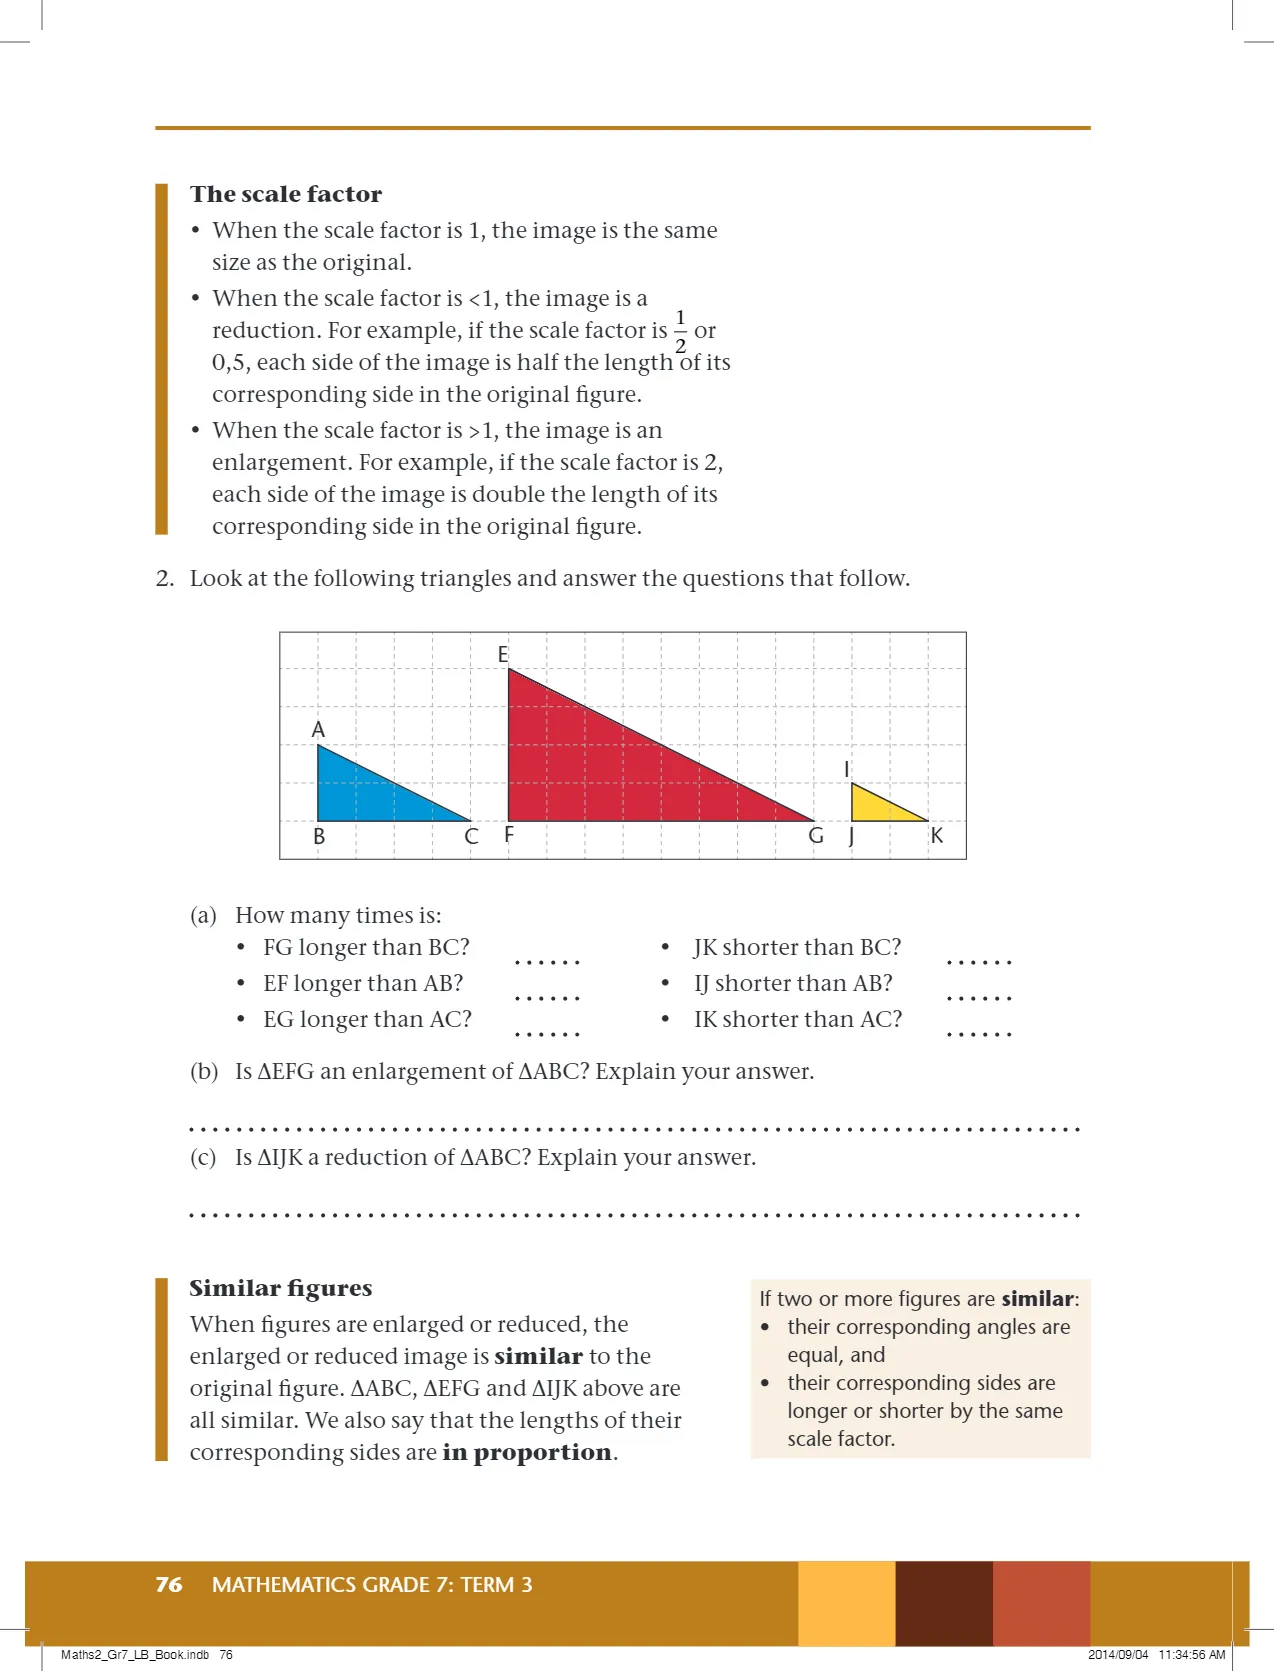 The scale factor
• When the scale factor is 1, the image is the same
size as the original.
• When the scale factor is <1, the image is a
reduction. For example, if the scale factor is 1/2 or
0,5, each side of the image is half the length of its
corresponding side in the original figure.
• When the scale factor is >1, the image is an
enlargement. For example, if the scale factor is 2,
each side of the image is double the length of its
corresponding side in the original figure.
2. Look at the following triangles and answer the questions that follow.
E
A
I
B C F G J K
(a) How many times is:
• FG longer than BC? ...... • JK shorter than BC? ......
• EF longer than AB? ...... • IJ shorter than AB? ......
• EG longer than AC? ...... • IK shorter than AC? ......
(b) Is ΔEFG an enlargement of ΔABC? Explain your answer.
(c) Is ΔIJK a reduction of ΔABC? Explain your answer.
Similar figures
When figures are enlarged or reduced, the
enlarged or reduced image is similar to the
original figure. ΔABC, ΔEFG and ΔIJK above are
all similar. We also say that the lengths of their
corresponding sides are in proportion.
If two or more figures are similar:
• their corresponding angles are
equal, and
• their corresponding sides are
longer or shorter by the same
scale factor.
76 MATHEMATICS GRADE 7: TERM 3
Maths2_Gr7_LB_Book.indb 76 2014/09/04 11:34:56 AM